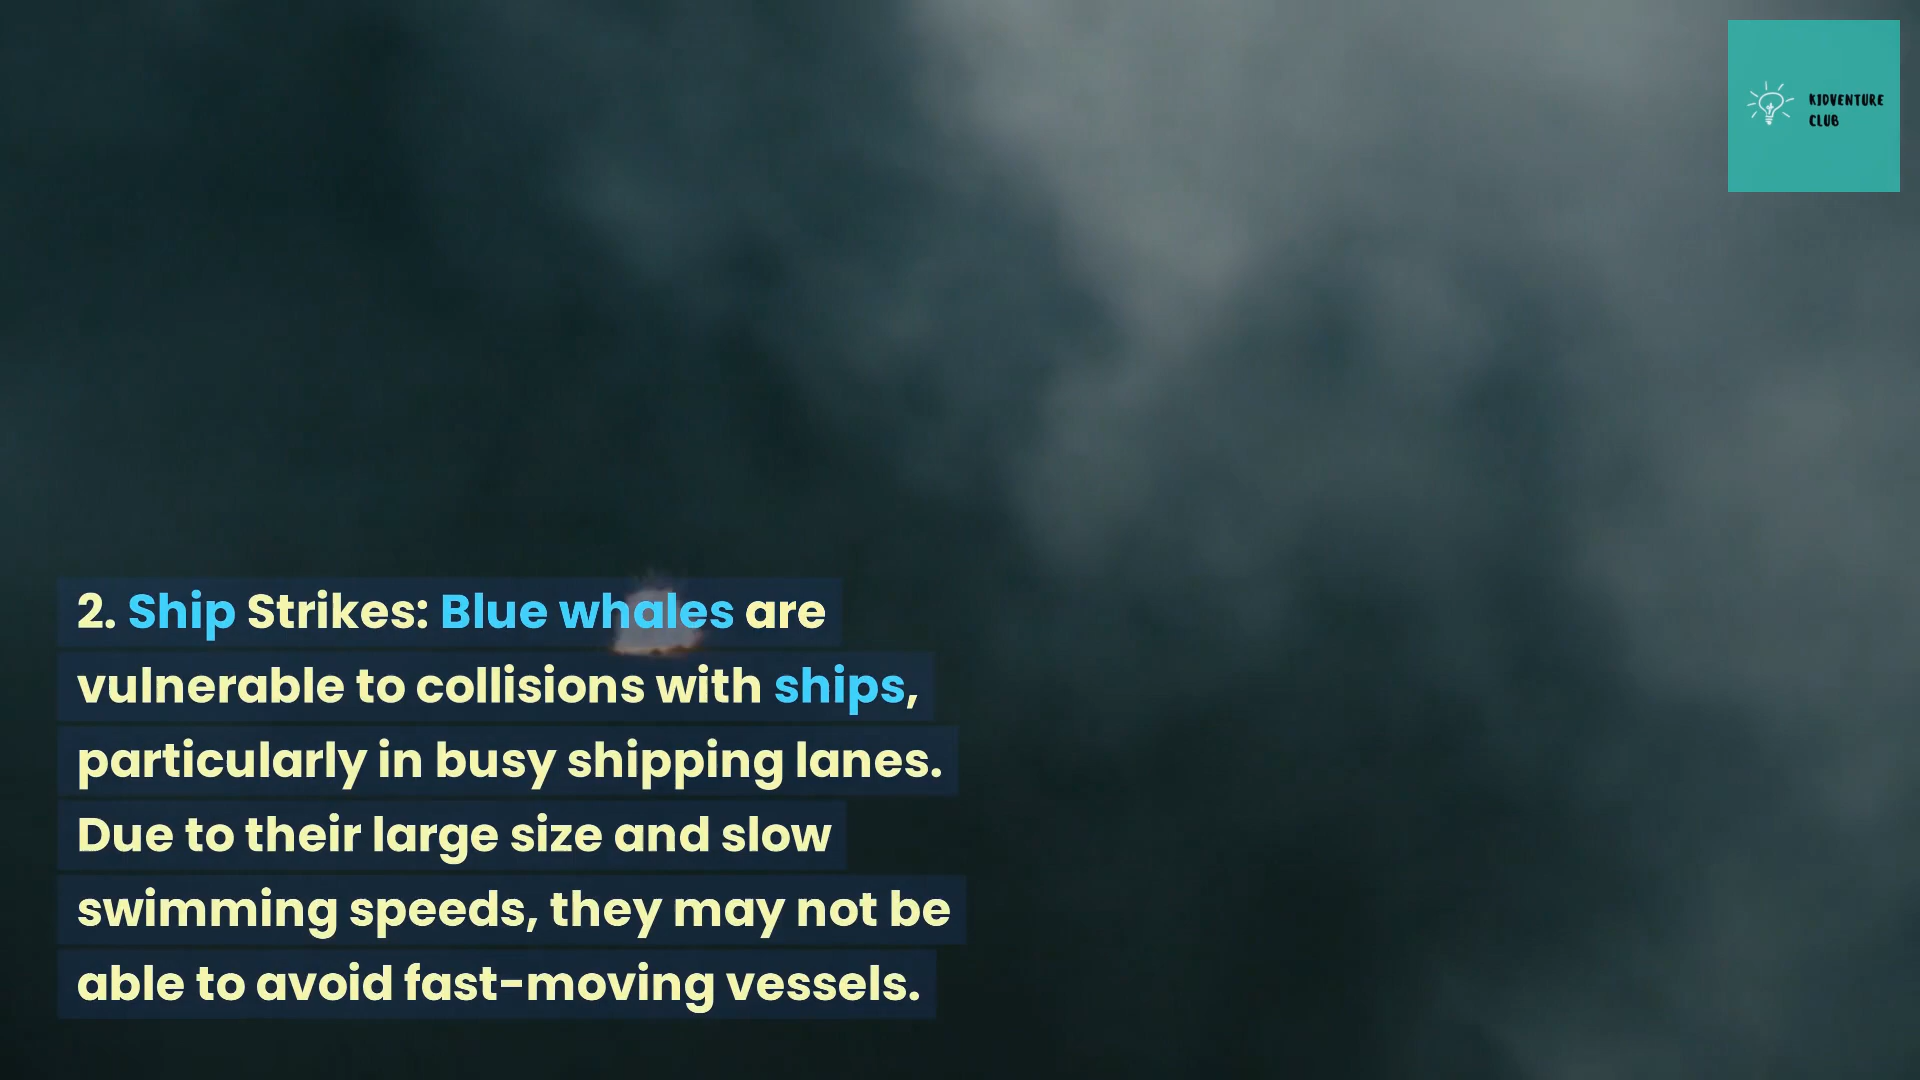 KIDVENTURE
CLUB
2. Ship Strikes: Blue whales are
vulnerable to collisions with ships,
particularly in busy shipping lanes.
Due to their large size and slow
swimming speeds, they may not be
able to avoid fast-moving vessels.